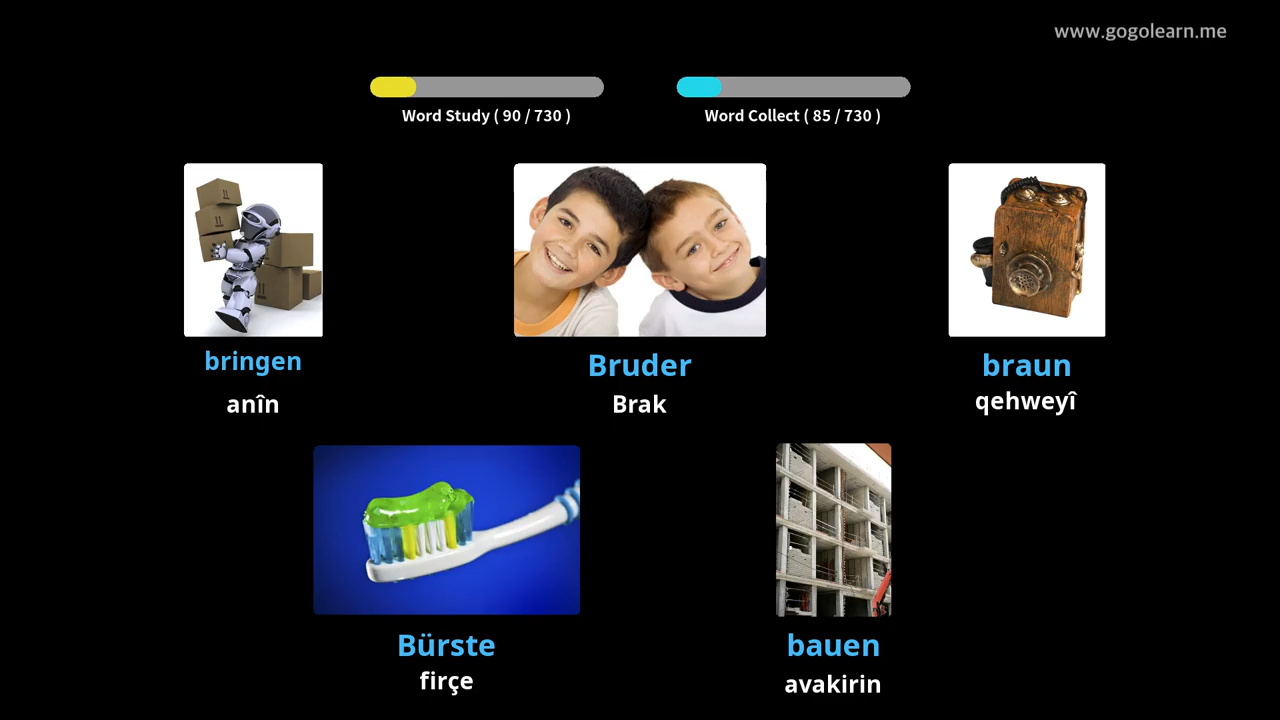 www.gogolearn.me
Word Study ( 90 / 730 )
Word Collect ( 85 / 730 )
bringen
anîn
Bruder
Brak
braun
qehweyî
Bürste
firçe
bauen
avakirin